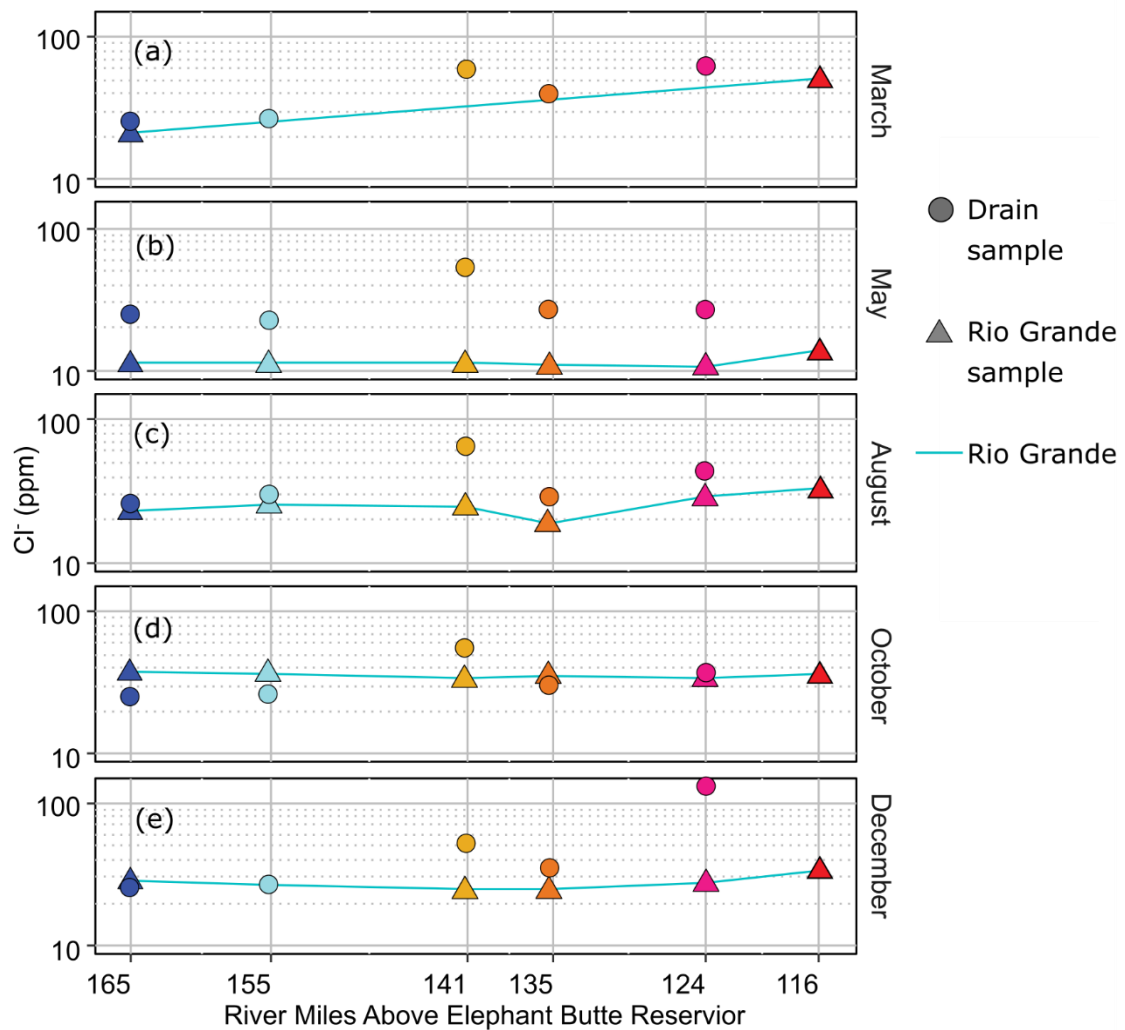 100
(a)
10
March
100
(b)
10
May
100
(c)
10
August
100
(d)
10
October
100
(e)
10
December
Cl⁻ (ppm)
165 155 141 135 124 116
River Miles Above Elephant Butte Reservior
Drain
sample
Rio Grande
sample
Rio Grande